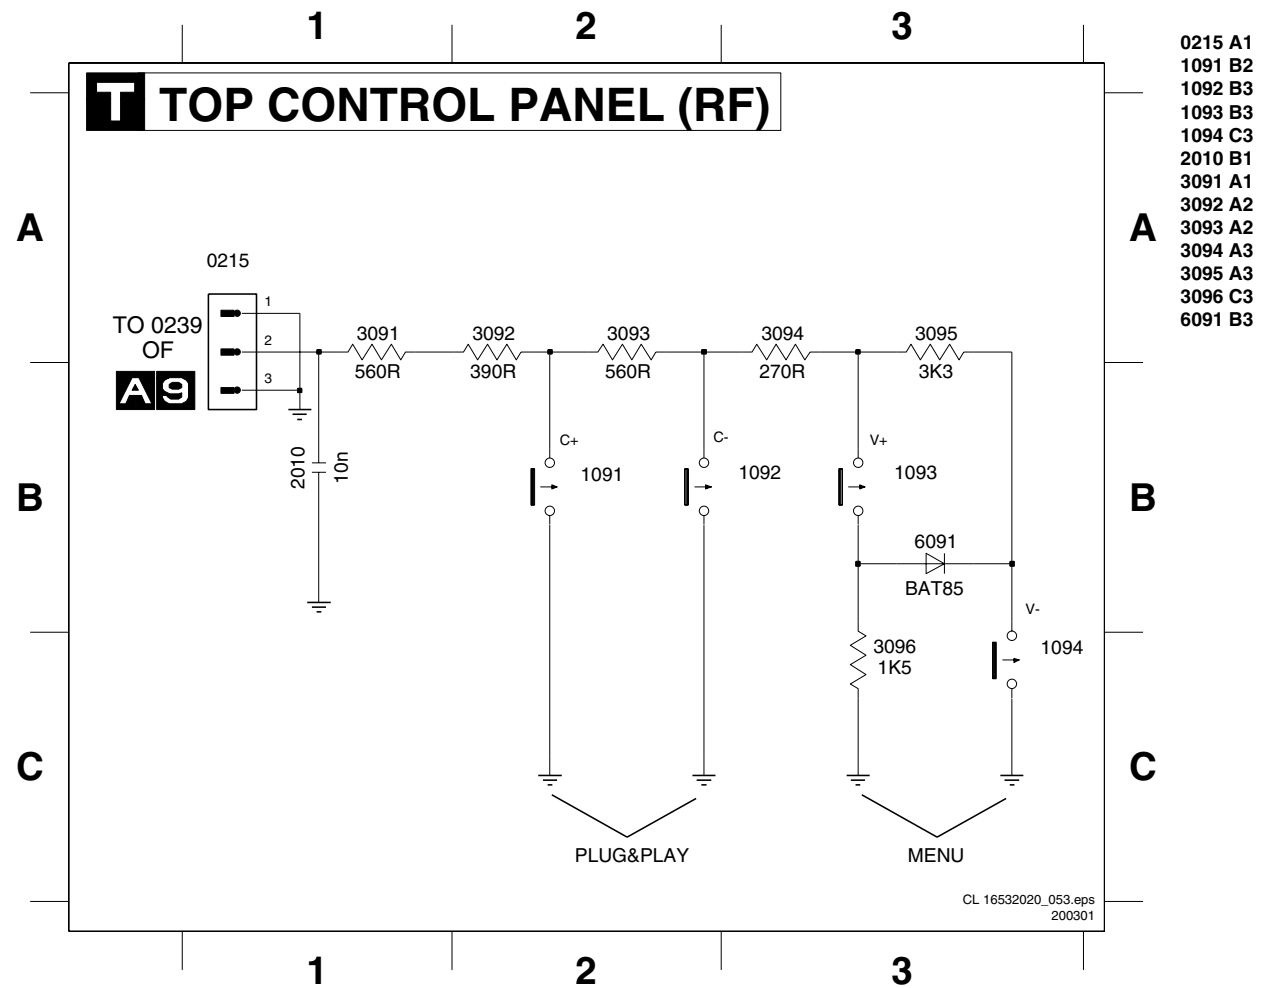 1 2 3
T TOP CONTROL PANEL (RF)
0215 A1
1091 B2
1092 B3
1093 B3
1094 C3
2010 B1
3091 A1
3092 A2
3093 A2
3094 A3
3095 A3
3096 C3
6091 B3
A A
0215
TO 0239
OF
A 9
1
2
3
3091
560R
3092
390R
3093
560R
3094
270R
3095
3K3
B B
2010
10n
C+
1091
C-
1092
V+
1093
6091
BAT85
V-
1094
3096
1K5
C C
PLUG&PLAY
MENU
CL 16532020_053.eps
200301
1 2 3